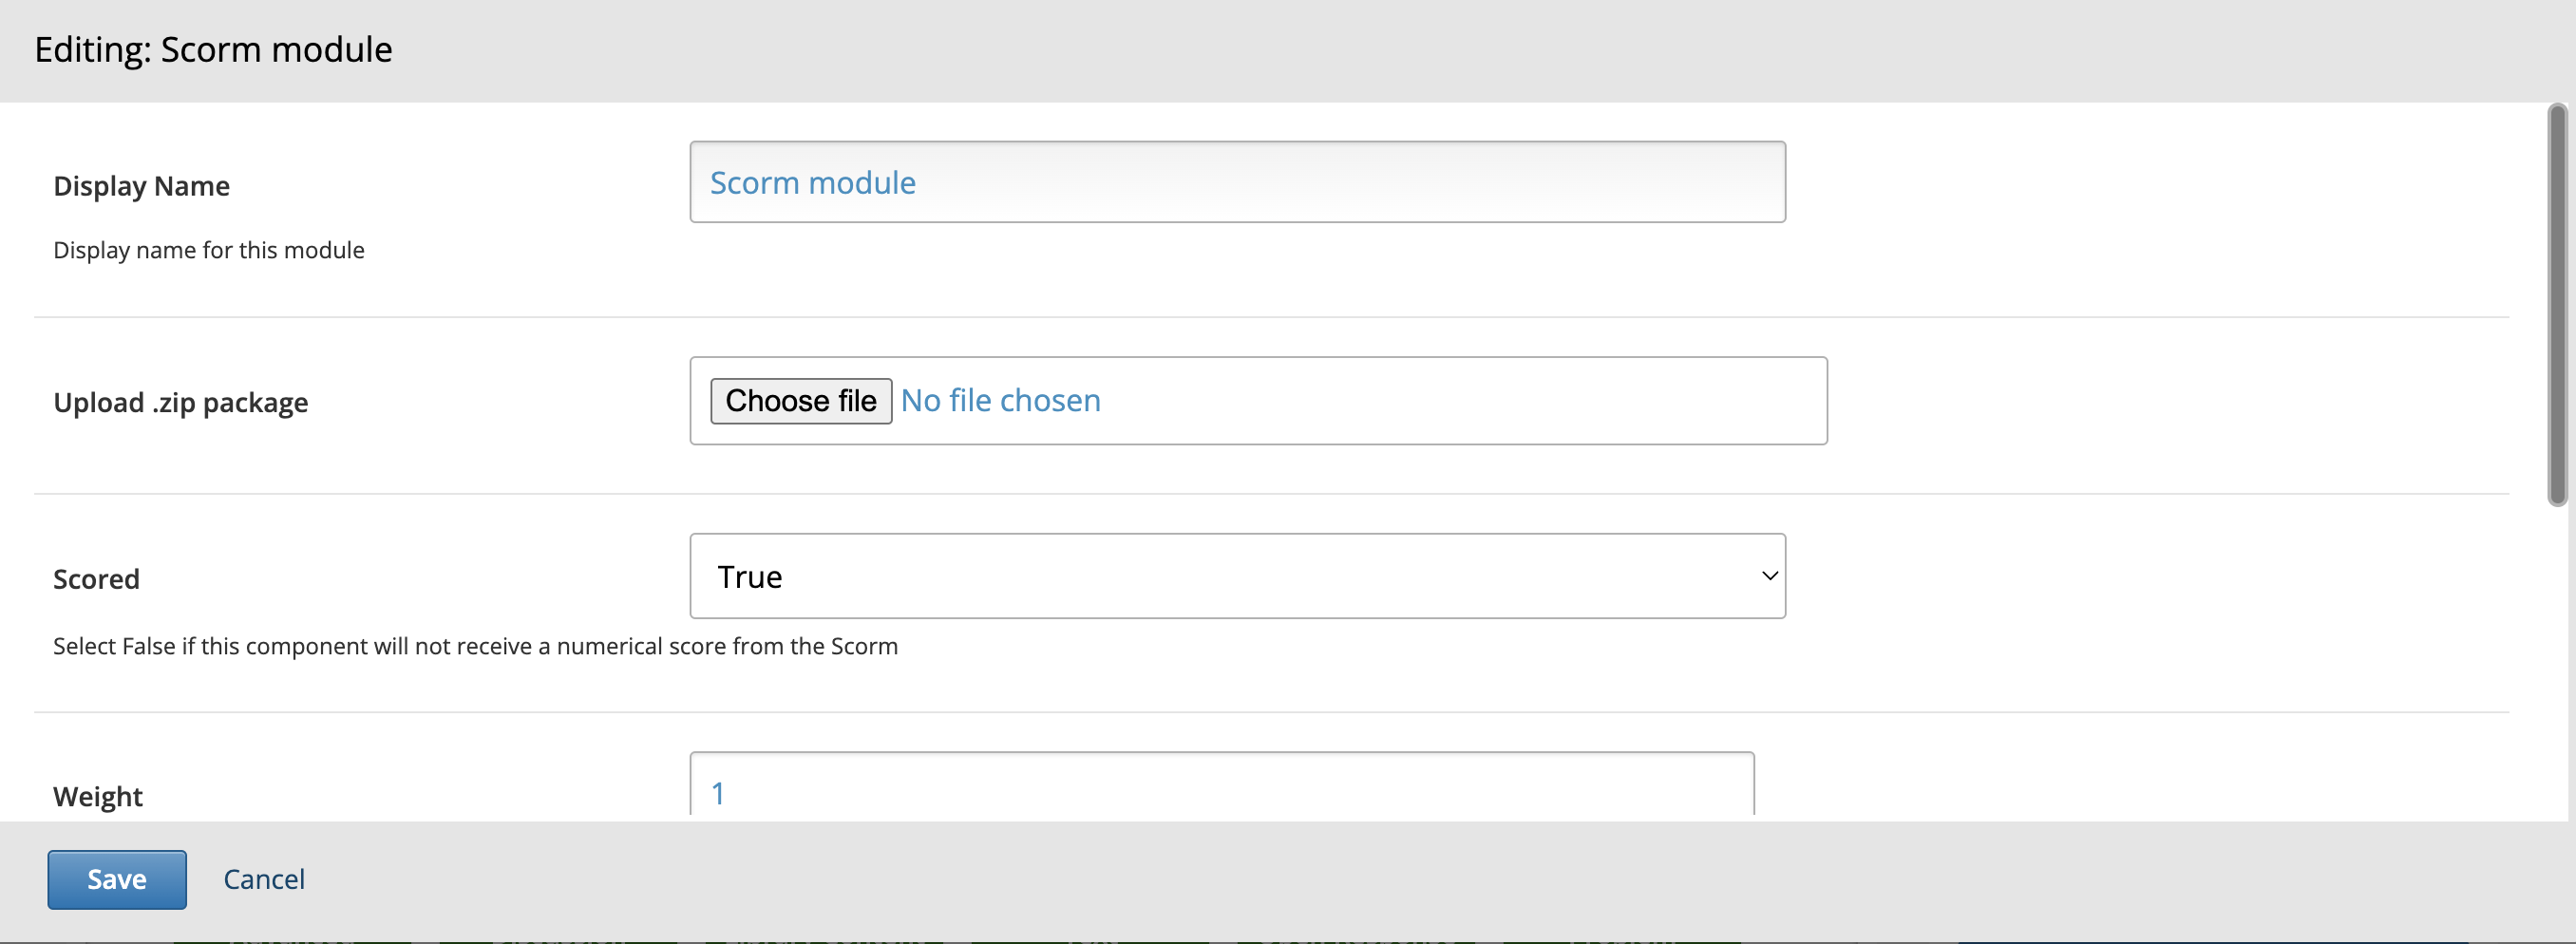 Editing: Scorm module
Display Name
Scorm module
Display name for this module
Upload .zip package
Choose file No file chosen
Scored
True
Select False if this component will not receive a numerical score from the Scorm
Weight
1
Save Cancel